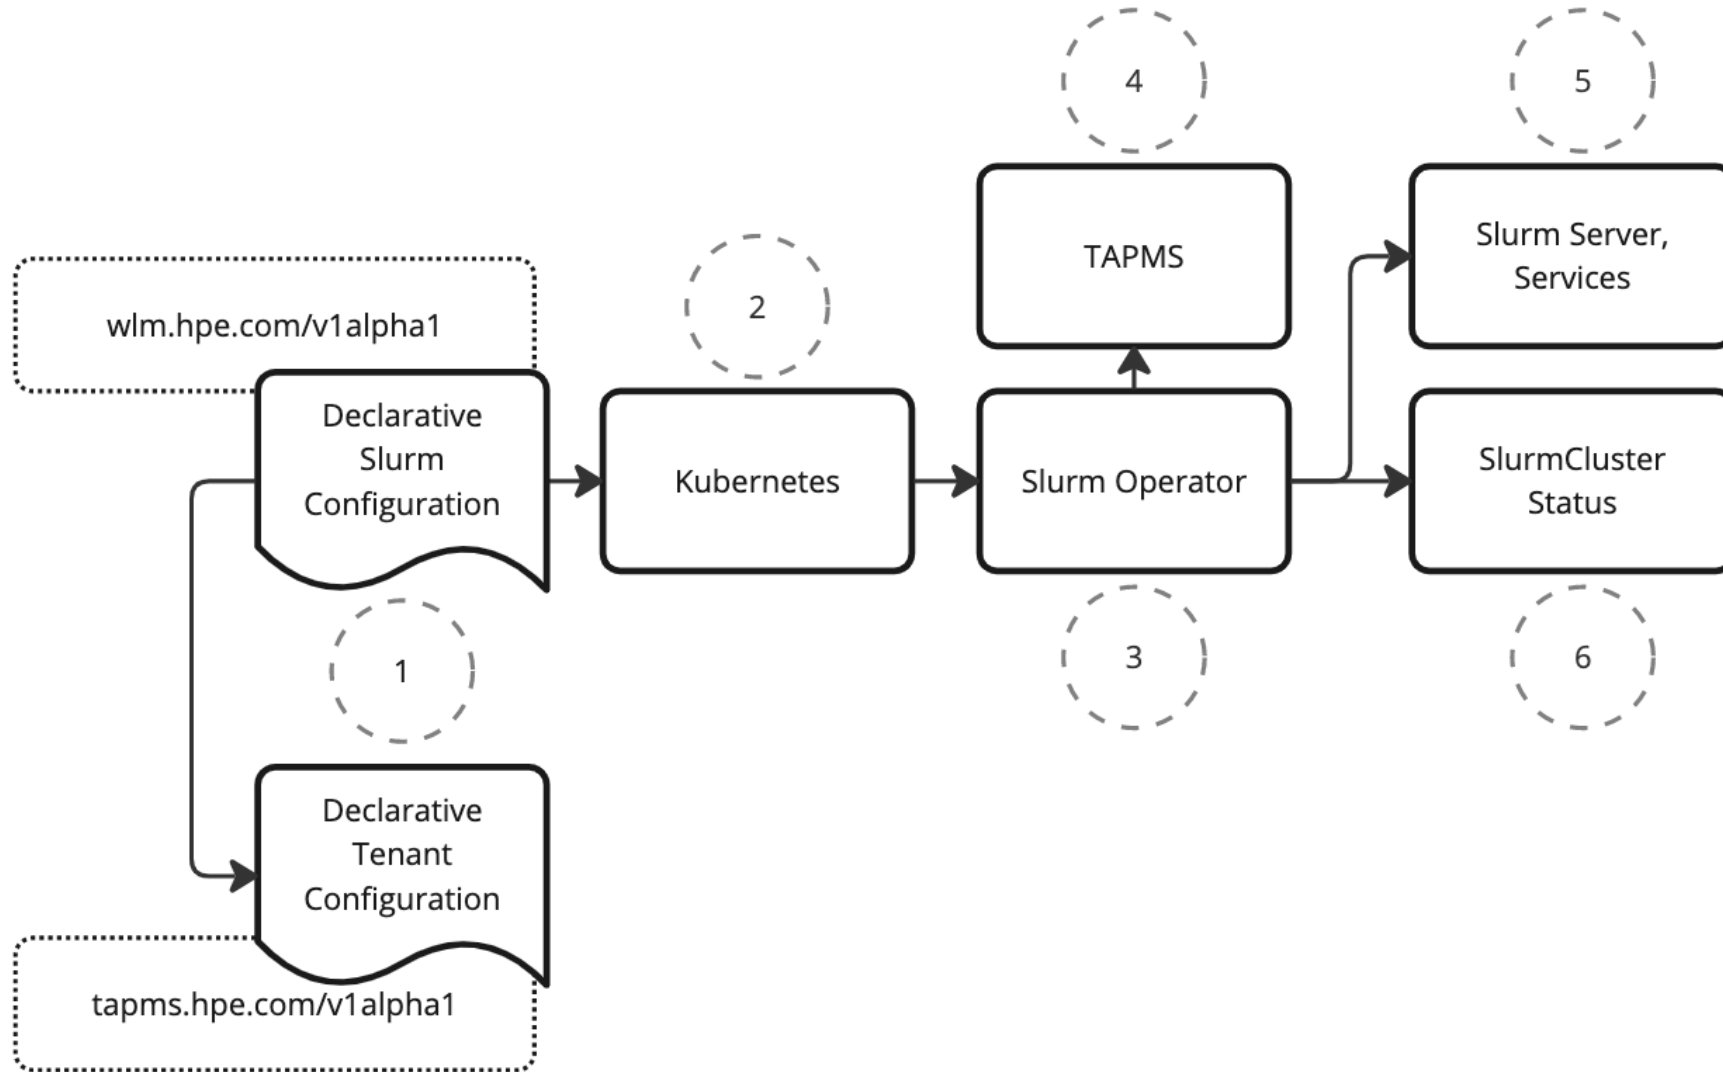 4
5
TAPMS
Slurm Server,
Services
2
wlm.hpe.com/v1alpha1
Declarative
Slurm
Configuration
Kubernetes
Slurm Operator
SlurmCluster
Status
1
3
6
Declarative
Tenant
Configuration
tapms.hpe.com/v1alpha1